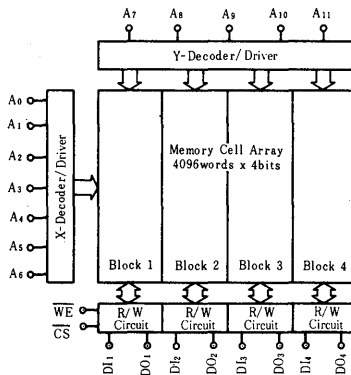 A7 A8 A9 A10 A11
Y-Decoder/Driver
A0
A1
A2
A3
A4
A5
A6
X-Decoder/Driver
Memory Cell Array
4096words x 4bits
Block 1 Block 2 Block 3 Block 4
WE
CS
R/W Circuit
R/W Circuit
R/W Circuit
R/W Circuit
DI1 DO1 DI2 DO2 DI3 DO3 DI4 DO4